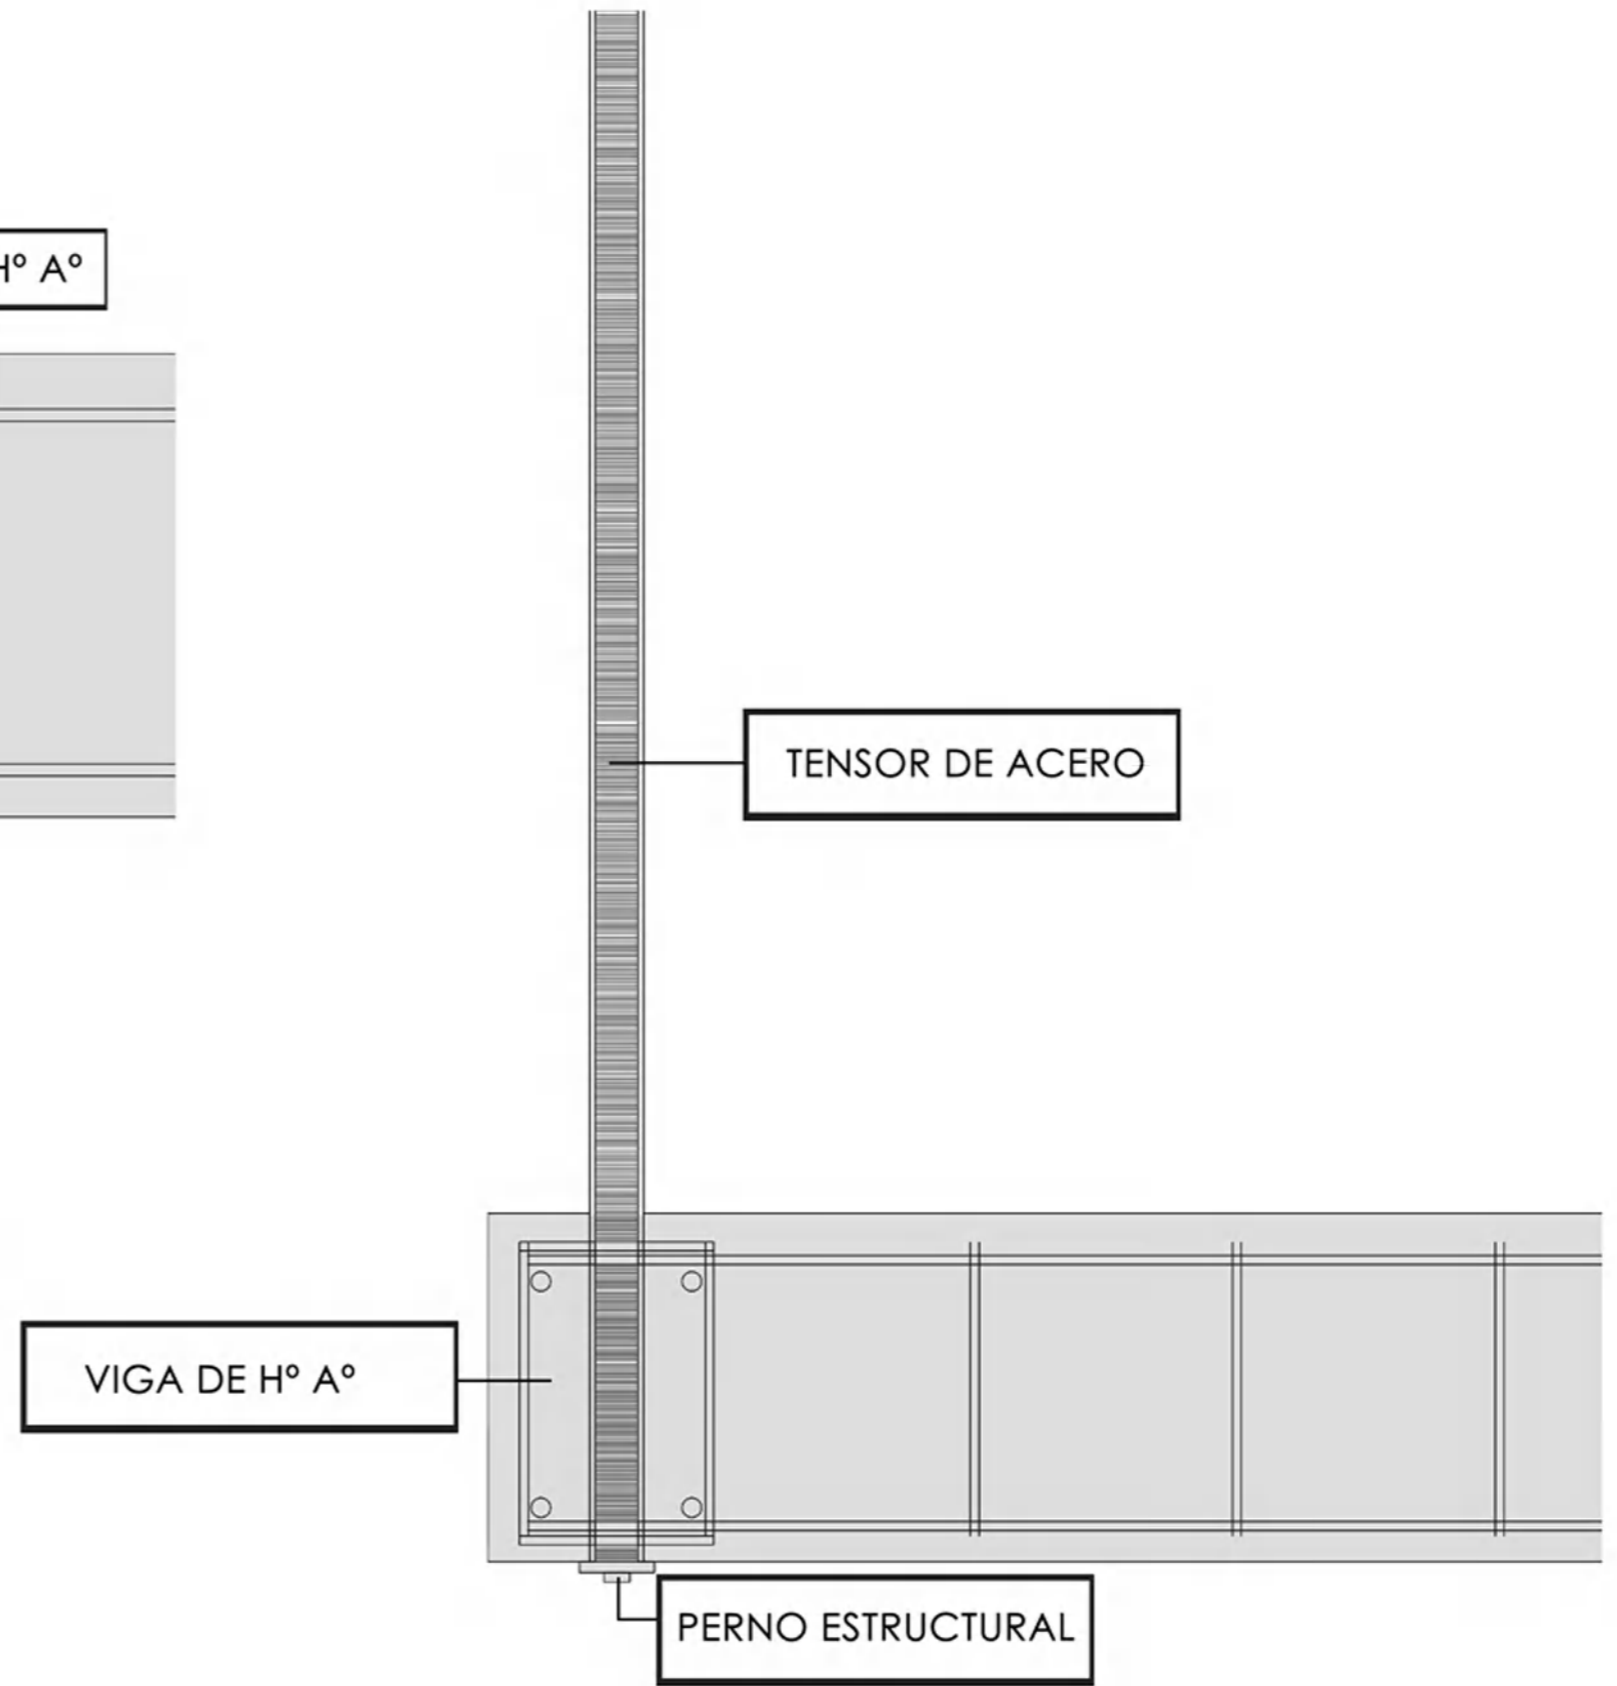 Hº Aº
TENSOR DE ACERO
VIGA DE Hº Aº
PERNO ESTRUCTURAL